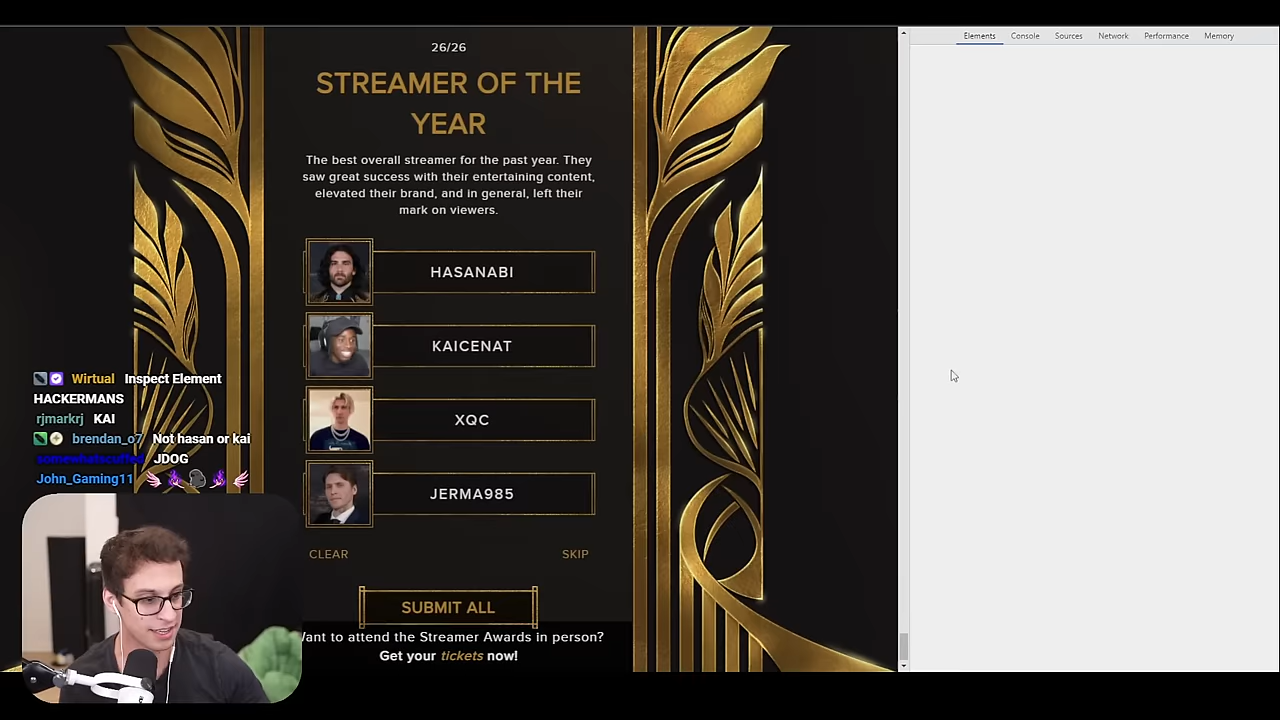 Elements Console Sources Network Performance Memory
26/26
STREAMER OF THE
YEAR
The best overall streamer for the past year. They
saw great success with their entertaining content,
elevated their brand, and in general, left their
mark on viewers.
HASANABI
KAICENAT
XQC
JERMA985
CLEAR SKIP
SUBMIT ALL
Want to attend the Streamer Awards in person?
Get your tickets now!
Wirtual Inspect Element
HACKERMANS
rjmarkrj KAI
brendan_o7 Not hasan or kai
somewhatscuffed JDOG
John_Gaming11